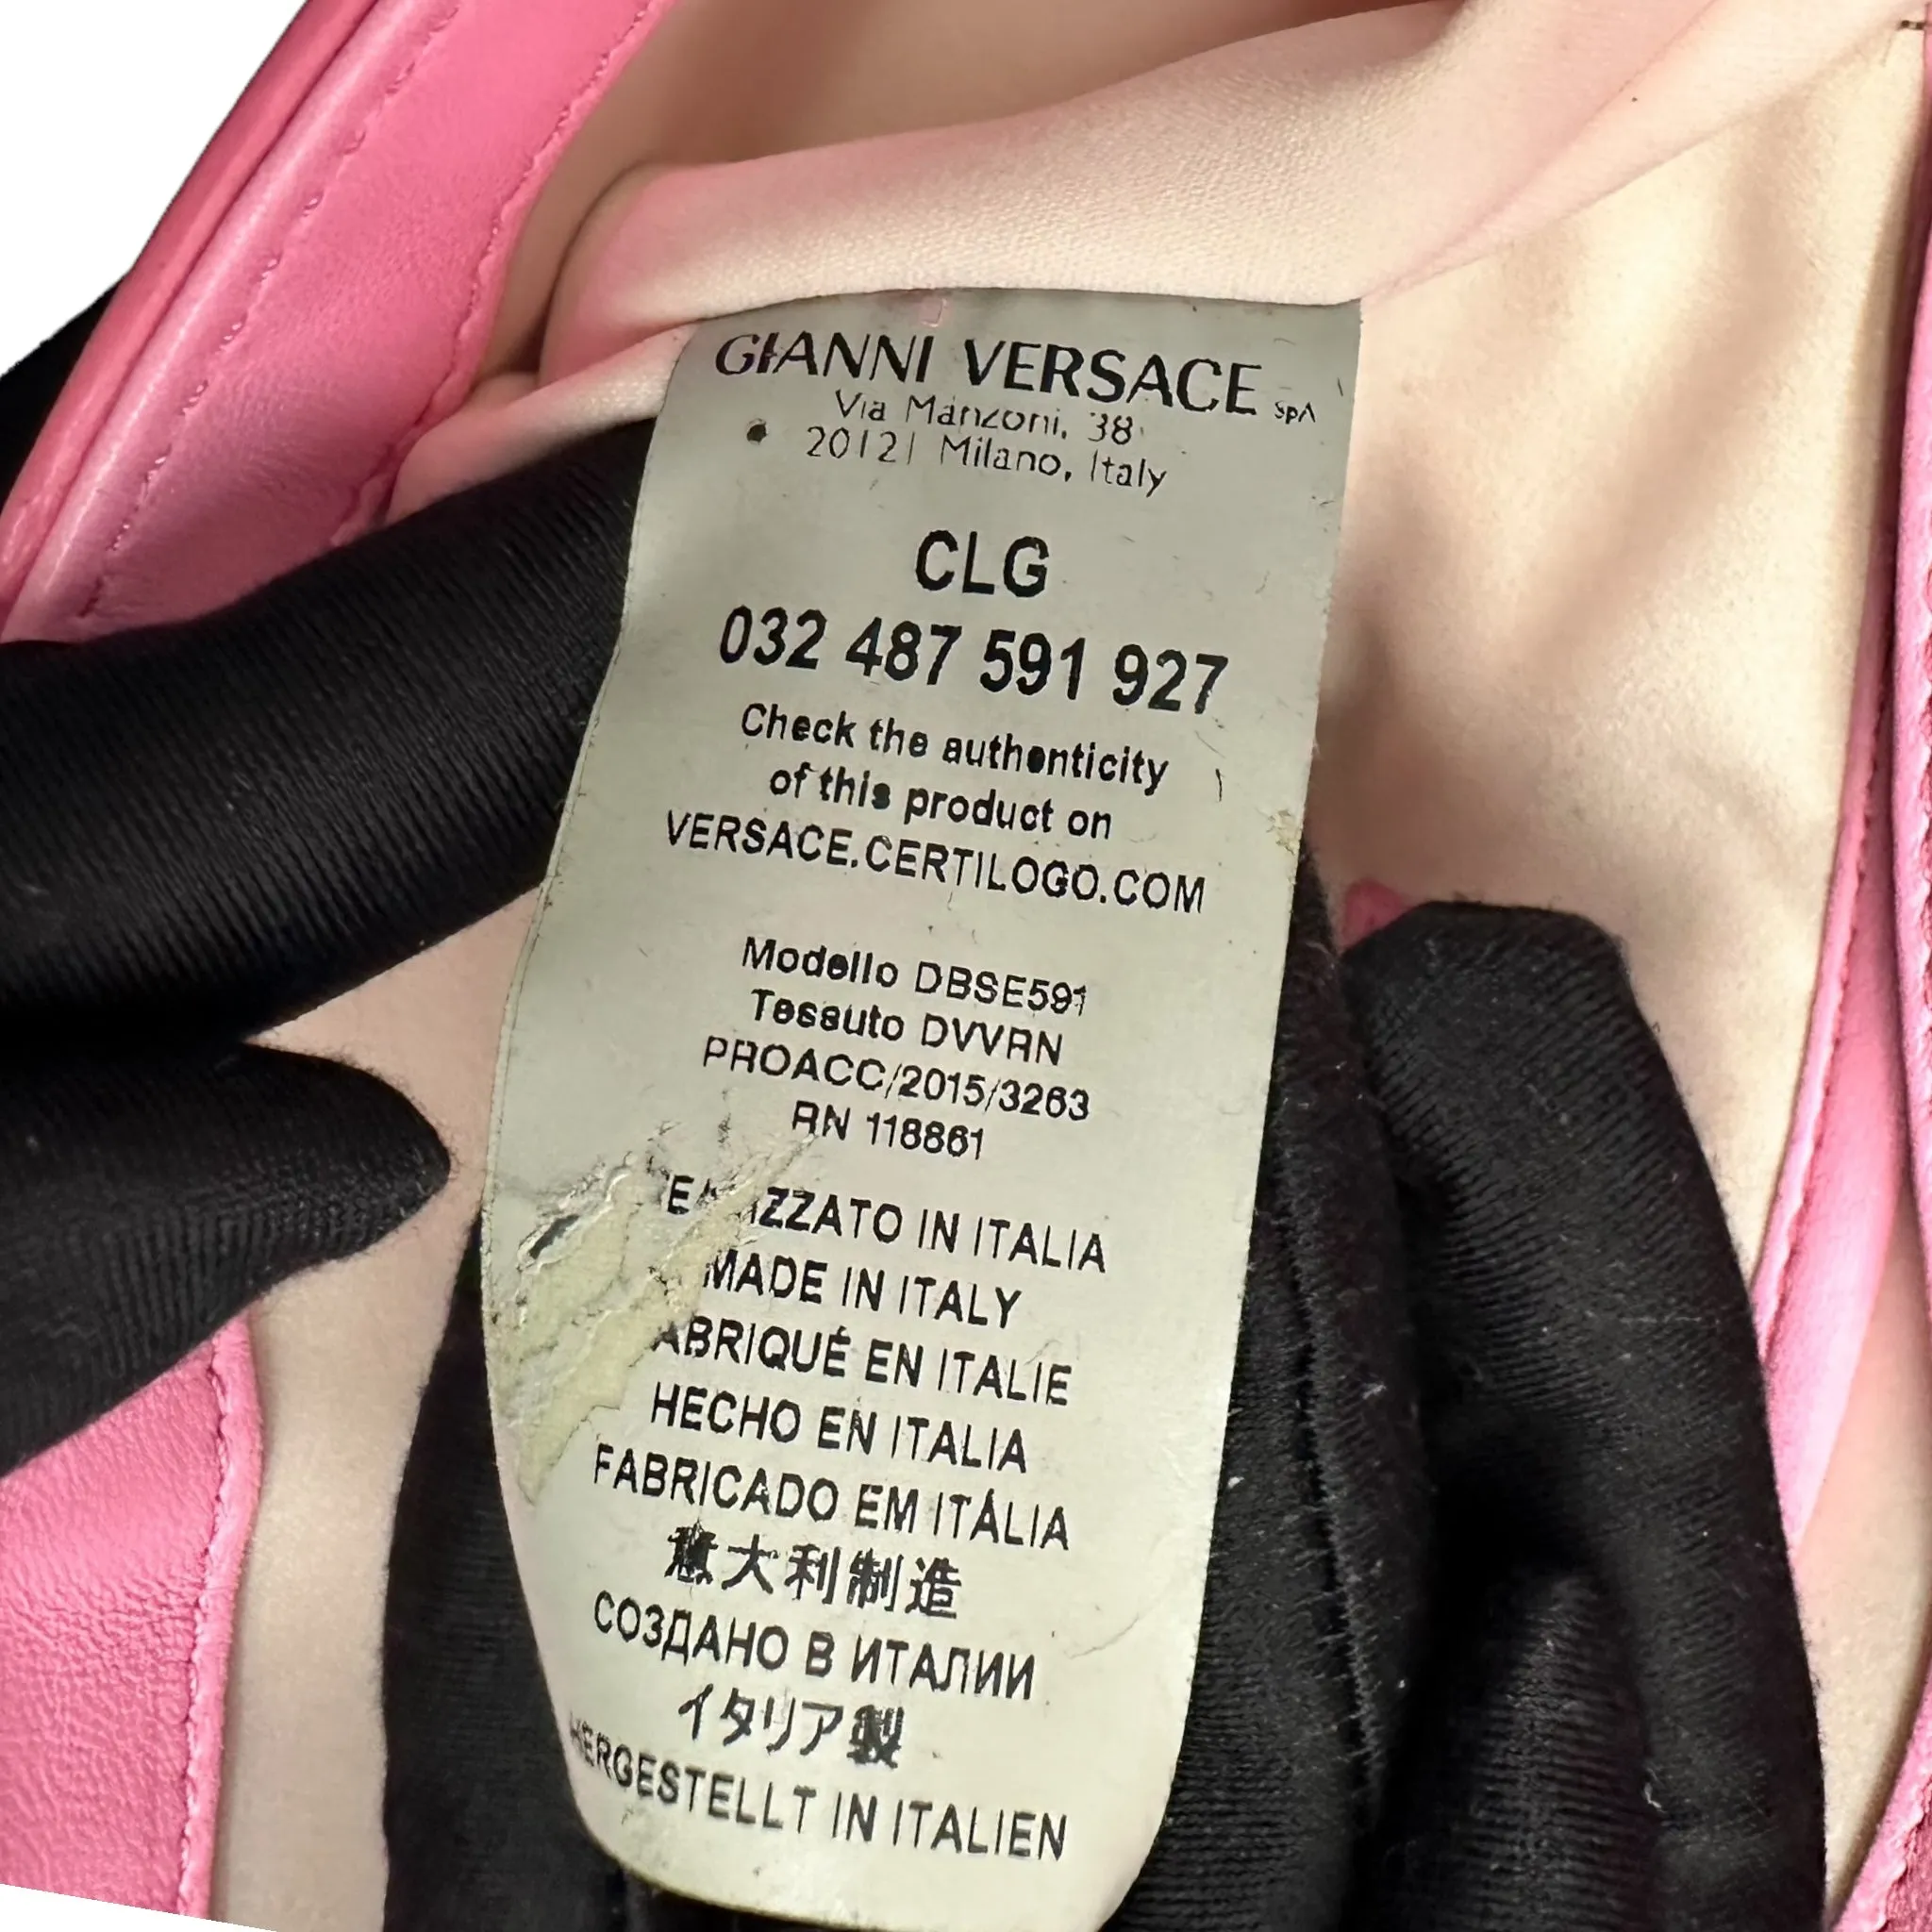 GIANNI VERSACE SpA
Via Manzoni, 38
20121 Milano, Italy
CLG
032 487 591 927
Check the authenticity
of this product on
VERSACE.CERTILOGO.COM
Modello DBSE591
Tessuto DVVRN
PROACC/2015/3263
RN 118861
IN ITALIA
MADE IN ITALY
ABRIQUÉ EN ITALIE
HECHO EN ITALIA
FABRICADO EM ITÁLIA
意大利制造
СОЗДАНО В ИТАЛИИ
イタリア製
HERGESTELLT IN ITALIEN